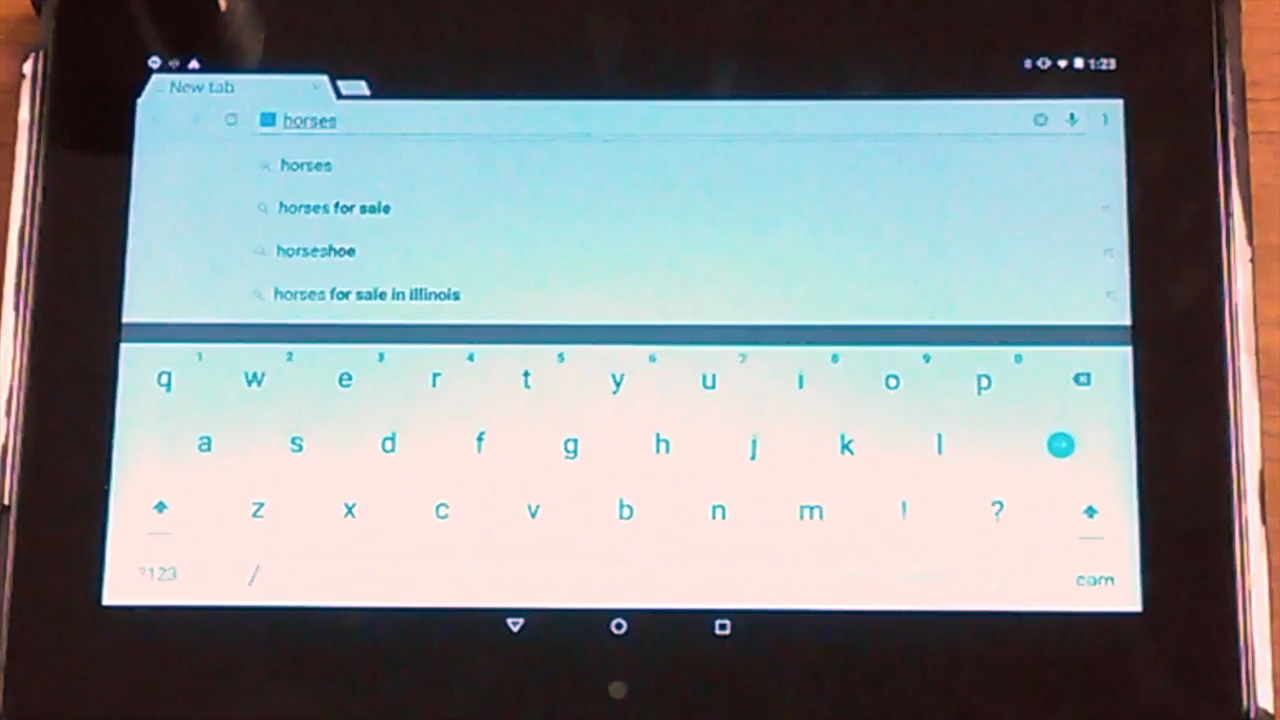 1:23
New tab
horses
horses
horses for sale
horseshoe
horses for sale in illinois
1 2 3 4 5 6 7 8 9 0
q w e r t y u i o p
a s d f g h j k l
z x c v b n m ! ?
?123 / com